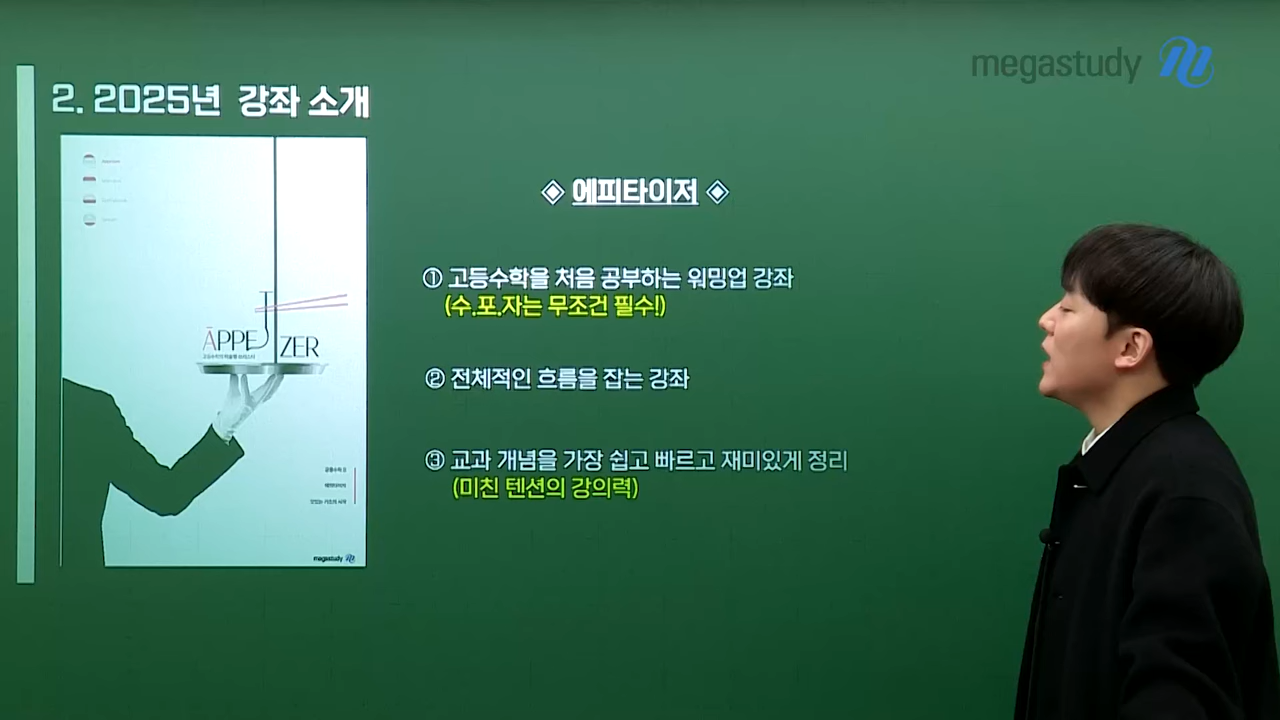 megastudy
2. 2025년 강좌 소개
ĀPPETIZER
megastudy
◈ 에피타이저 ◈
① 고등수학을 처음 공부하는 워밍업 강좌
(수.포.자는 무조건 필수!)
② 전체적인 흐름을 잡는 강좌
③ 교과 개념을 가장 쉽고 빠르고 재미있게 정리
(미친 텐션의 강의력)